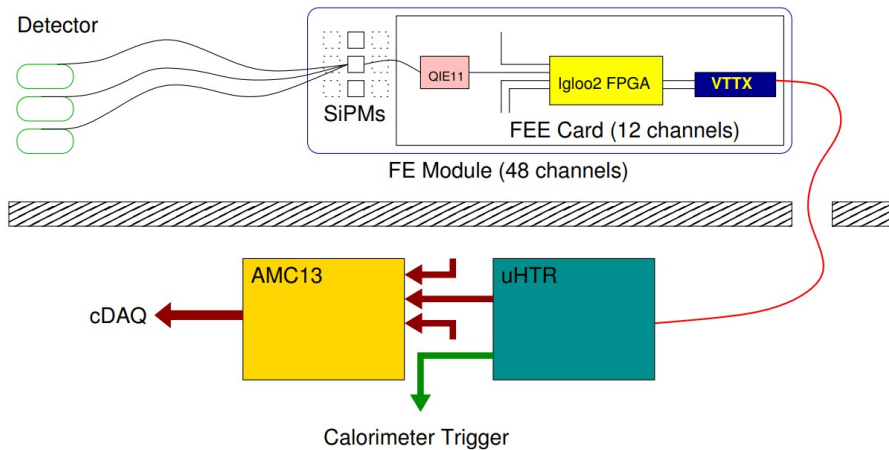 Detector
SiPMs
QIE11
Igloo2 FPGA
VTTX
FEE Card (12 channels)
FE Module (48 channels)
AMC13
uHTR
cDAQ
Calorimeter Trigger